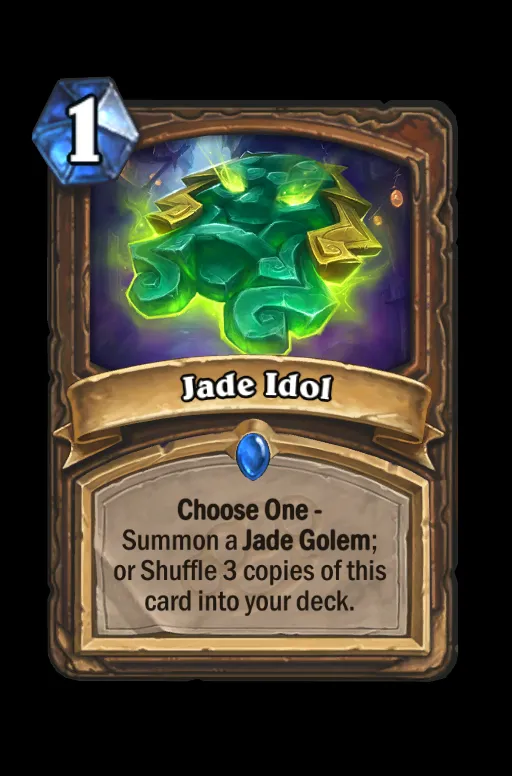 1
Jade Idol
Choose One -
Summon a Jade Golem;
or Shuffle 3 copies of this
card into your deck.